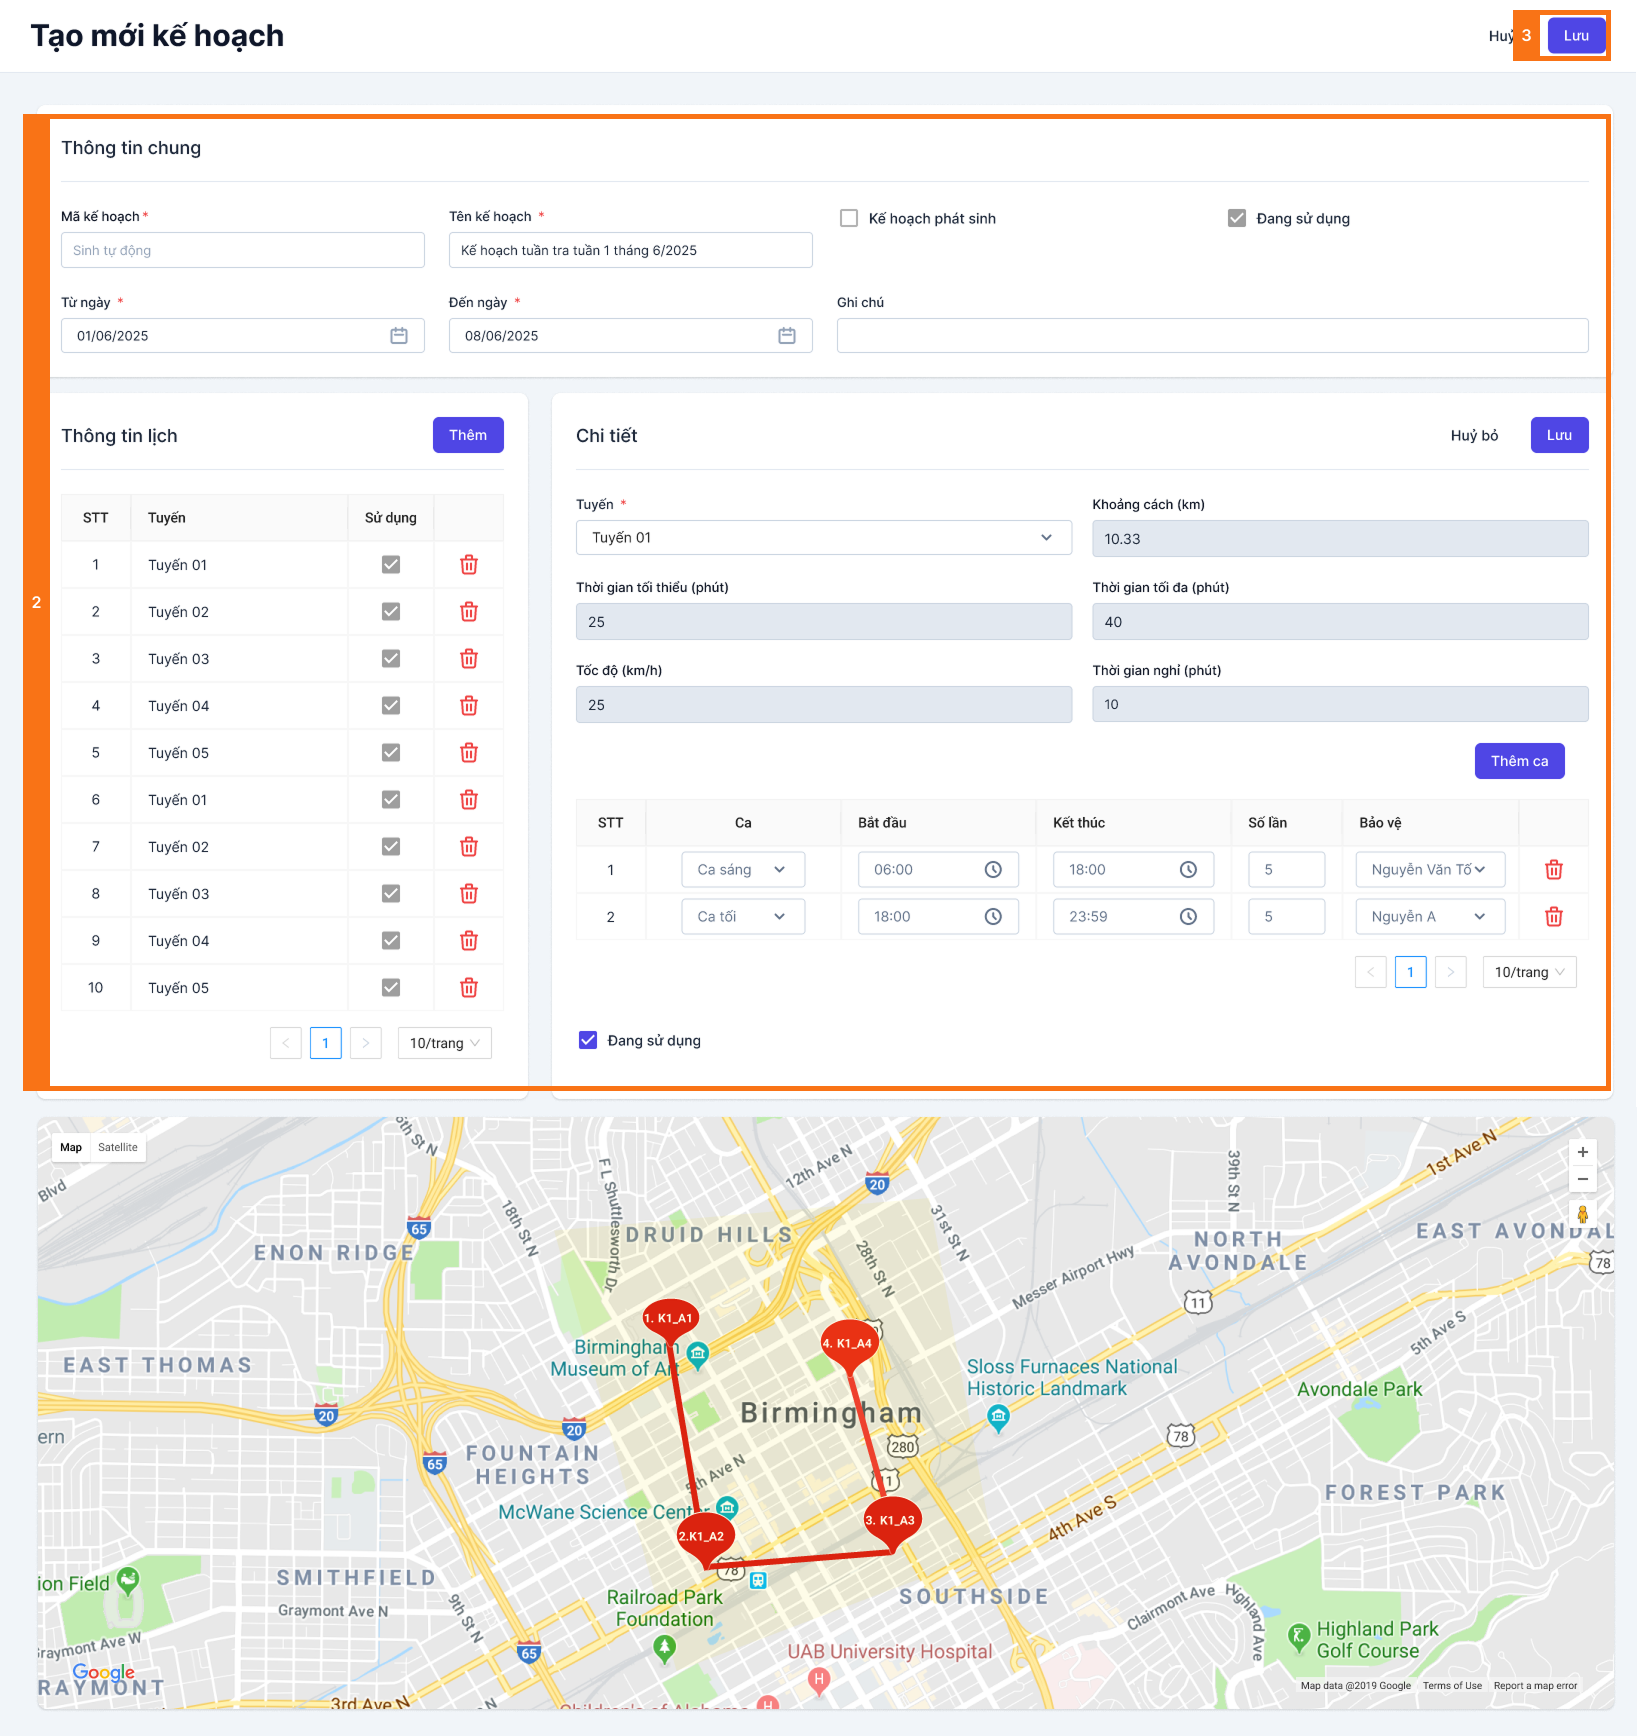 Tạo mới kế hoạch
Huỷ
3
Lưu
Thông tin chung
Mã kế hoạch *
Tên kế hoạch *
Kế hoạch phát sinh
Đang sử dụng
Sinh tự động
Kế hoạch tuần tra tuần 1 tháng 6/2025
Từ ngày *
Đến ngày *
Ghi chú
01/06/2025
08/06/2025
2
Thông tin lịch
Thêm
STT Tuyến Sử dụng
1 Tuyến 01
2 Tuyến 02
3 Tuyến 03
4 Tuyến 04
5 Tuyến 05
6 Tuyến 01
7 Tuyến 02
8 Tuyến 03
9 Tuyến 04
10 Tuyến 05
< 1 > 10/trang
Chi tiết
Huỷ bỏ
Lưu
Tuyến *
Khoảng cách (km)
Tuyến 01
10.33
Thời gian tối thiểu (phút)
Thời gian tối đa (phút)
25
40
Tốc độ (km/h)
Thời gian nghỉ (phút)
25
10
Thêm ca
STT Ca Bắt đầu Kết thúc Số lần Bảo vệ
1 Ca sáng 06:00 18:00 5 Nguyễn Văn Tố
2 Ca tối 18:00 23:59 5 Nguyễn A
< 1 > 10/trang
Đang sử dụng
Map Satellite
+
−
8th St N
Blvd
F L Shuttlesworth Dr
12th Ave N
20
39th St N
1st Ave N
65
18th St N
31st St N
DRUID HILLS
ENON RIDGE
28th St N
NORTH
AVONDALE
EAST AVONDAL
78
Messer Airport Hwy
11
1. K1_A1
4. K1_A4
5th Ave S
Birmingham
Museum of Art
EAST THOMAS
Sloss Furnaces National
Historic Landmark
Avondale Park
Birmingham
20
20
ern
65
FOUNTAIN
HEIGHTS
280
78
5th Ave N
11
FOREST PARK
McWane Science Center
4th Ave S
2.K1_A2
3. K1_A3
78
SMITHFIELD
ion Field
Graymont Ave N
9th St N
Railroad Park
Foundation
SOUTHSIDE
Clairmont Ave
Highland Ave
Highland Park
Golf Course
raymont Ave W
65
UAB University Hospital
H
Google
RAYMONT
3rd Ave N
Children's of Alabama
H
Map data @2019 Google Terms of Use Report a map error